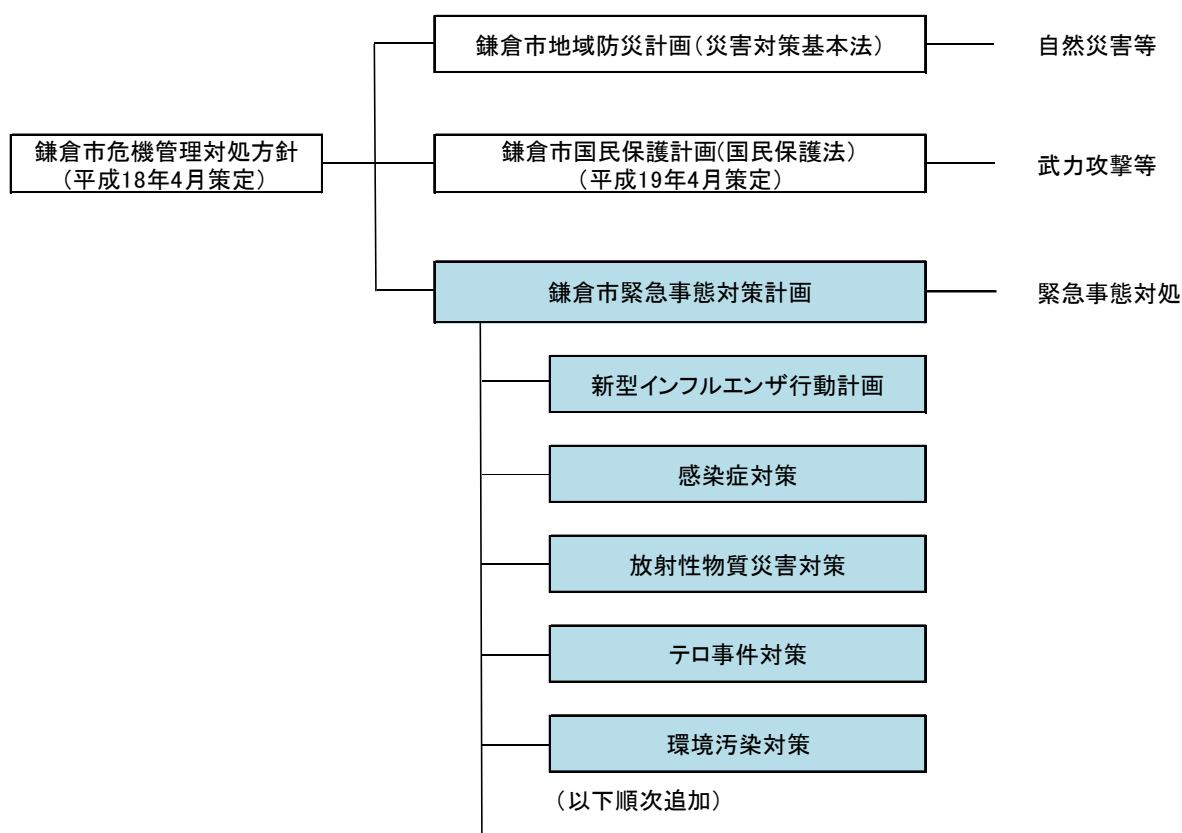 鎌倉市地域防災計画(災害対策基本法)
自然災害等
鎌倉市危機管理対処方針
(平成18年4月策定)
鎌倉市国民保護計画(国民保護法)
(平成19年4月策定)
武力攻撃等
鎌倉市緊急事態対策計画
緊急事態対処
新型インフルエンザ行動計画
感染症対策
放射性物質災害対策
テロ事件対策
環境汚染対策
(以下順次追加)